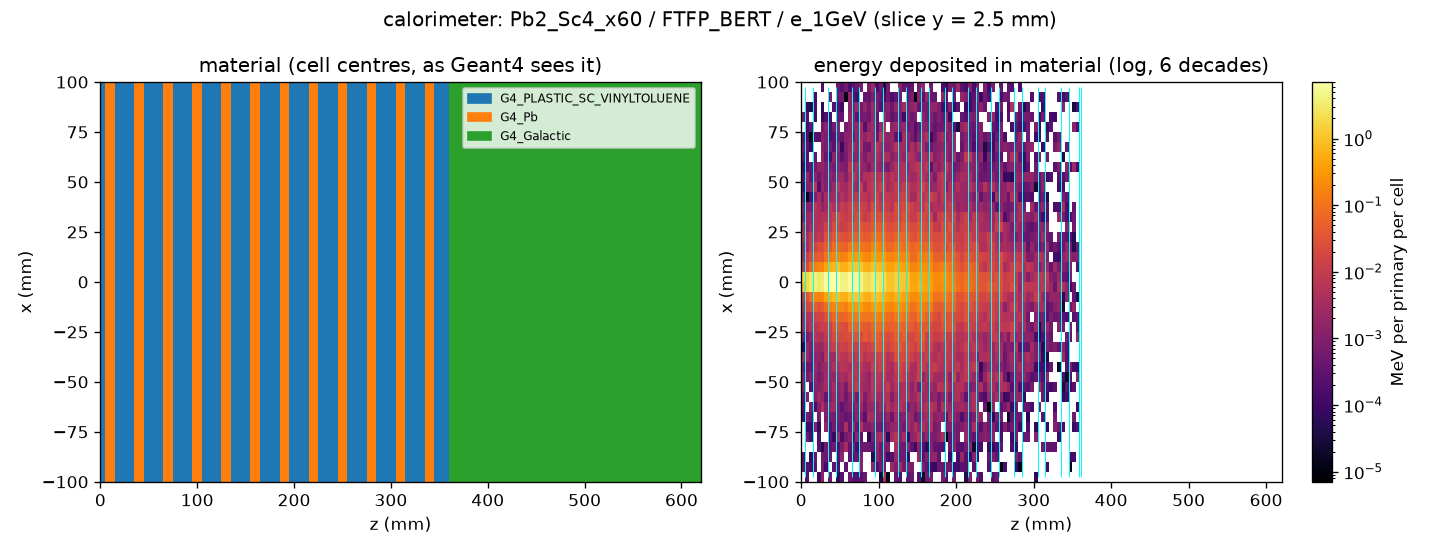 calorimeter: Pb2_Sc4_x60 / FTFP_BERT / e_1GeV (slice y = 2.5 mm)
material (cell centres, as Geant4 sees it)
G4_PLASTIC_SC_VINYLTOLUENE
G4_Pb
G4_Galactic
100
75
50
25
0
−25
−50
−75
−100
x (mm)
0 100 200 300 400 500 600
z (mm)
energy deposited in material (log, 6 decades)
100
75
50
25
0
−25
−50
−75
−100
x (mm)
0 100 200 300 400 500 600
z (mm)
10⁰
10⁻¹
10⁻²
10⁻³
10⁻⁴
10⁻⁵
MeV per primary per cell